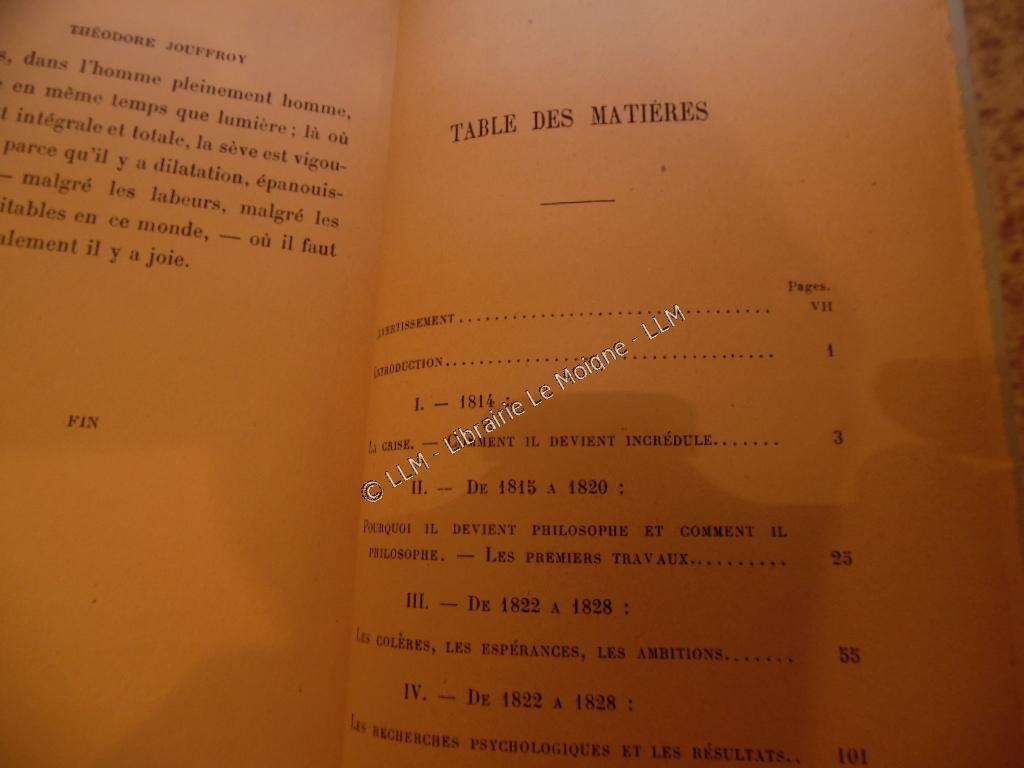 THÉODORE JOUFFROY
dans l'homme pleinement homme,
en même temps que lumière ; là où
intégrale et totale, la sève est vigou-
parce qu'il y a dilatation, épanouis-
— malgré les labeurs, malgré les
en ce monde, — où il faut
il y a joie.
FIN
TABLE DES MATIÈRES
Pages.
AVERTISSEMENT ........ VII
INTRODUCTION ........ 1
I. — 1814 :
LA CRISE. — COMMENT IL DEVIENT INCRÉDULE ....... 3
II. — DE 1815 A 1820 :
POURQUOI IL DEVIENT PHILOSOPHE ET COMMENT IL
PHILOSOPHE. — LES PREMIERS TRAVAUX .......... 25
III. — DE 1822 A 1828 :
LES COLÈRES, LES ESPÉRANCES, LES AMBITIONS ....... 55
IV. — DE 1822 A 1828 :
LES RECHERCHES PSYCHOLOGIQUES ET LES RÉSULTATS .. 101
© LLM - Librairie Le Moigne - LLM